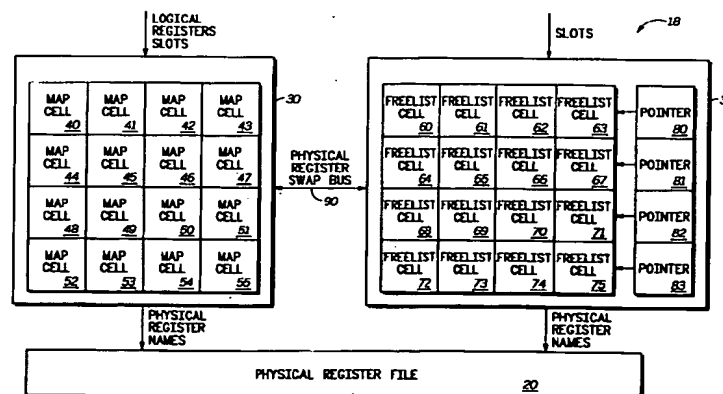 LOGICAL
REGISTERS
SLOTS
SLOTS
18
30
3
MAP CELL 40
MAP CELL 41
MAP CELL 42
MAP CELL 43
FREELIST CELL 60
FREELIST CELL 61
FREELIST CELL 62
FREELIST CELL 63
POINTER 80
MAP CELL 44
MAP CELL 45
MAP CELL 46
MAP CELL 47
PHYSICAL
REGISTER
SWAP BUS
90
FREELIST CELL 64
FREELIST CELL 65
FREELIST CELL 66
FREELIST CELL 67
POINTER 81
MAP CELL 48
MAP CELL 49
MAP CELL 50
MAP CELL 51
FREELIST CELL 68
FREELIST CELL 69
FREELIST CELL 70
FREELIST CELL 71
POINTER 82
MAP CELL 52
MAP CELL 53
MAP CELL 54
MAP CELL 55
FREELIST CELL 72
FREELIST CELL 73
FREELIST CELL 74
FREELIST CELL 75
POINTER 83
PHYSICAL
REGISTER
NAMES
PHYSICAL
REGISTER
NAMES
PHYSICAL REGISTER FILE 20